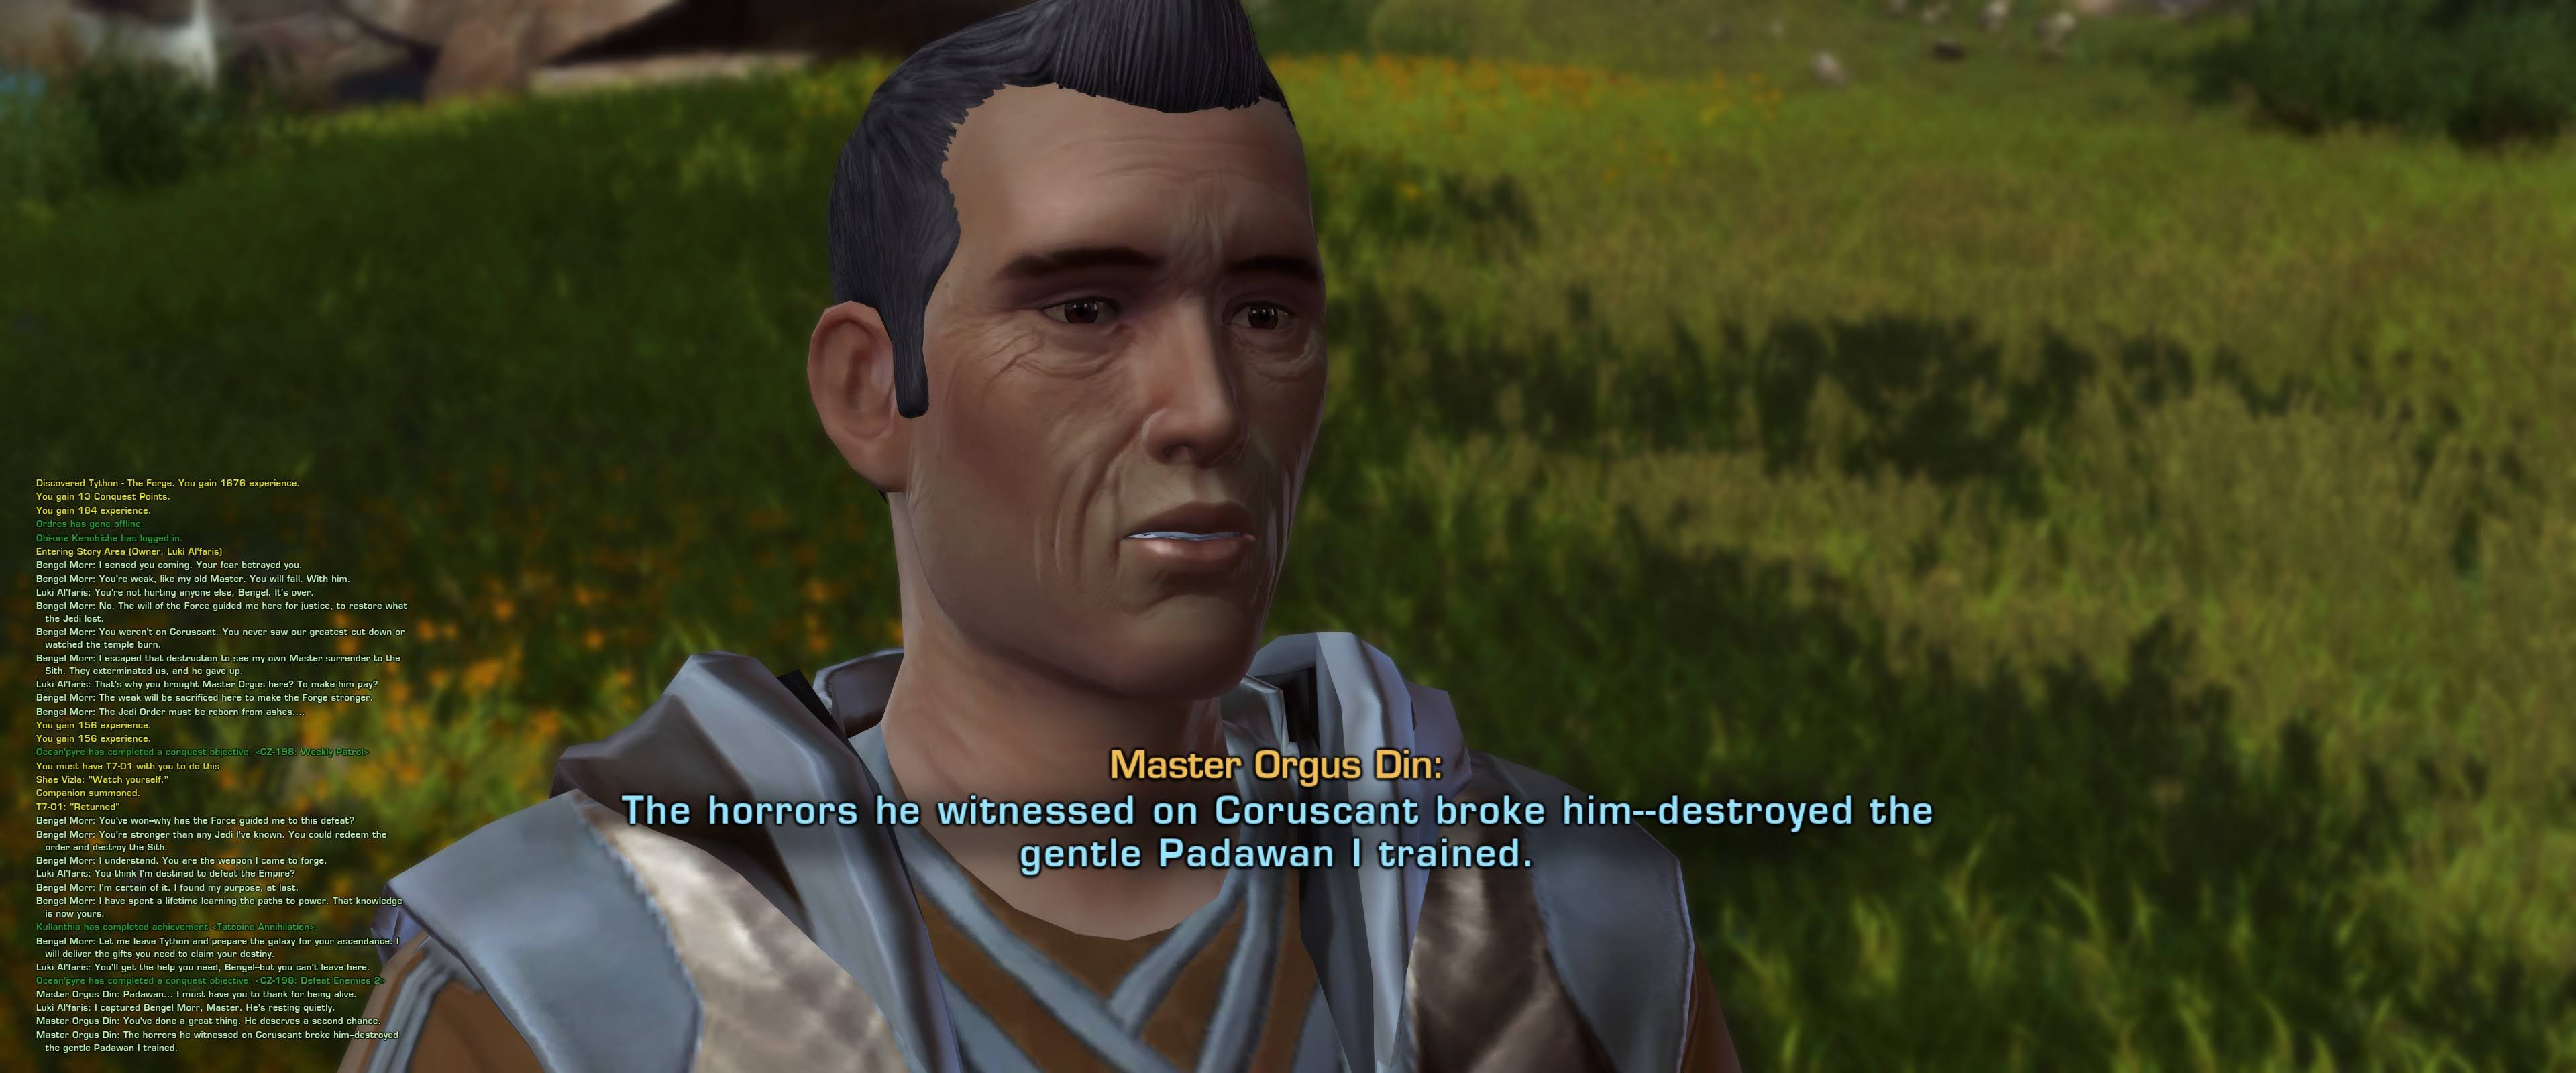 Discovered Tython - The Forge. You gain 1676 experience.
You gain 13 Conquest Points.
You gain 184 experience.
Ordres has gone offline.
Obi-one Kenobiche has logged in.
Entering Story Area (Owner: Luki Al'faris)
Bengel Morr: I sensed you coming. Your fear betrayed you.
Bengel Morr: You're weak, like my old Master. You will fall. With him.
Luki Al'faris: You're not hurting anyone else, Bengel. It's over.
Bengel Morr: No. The will of the Force guided me here for justice, to restore what
the Jedi lost.
Bengel Morr: You weren't on Coruscant. You never saw our greatest cut down or
watched the temple burn.
Bengel Morr: I escaped that destruction to see my own Master surrender to the
Sith. They exterminated us, and he gave up.
Luki Al'faris: That's why you brought Master Orgus here? To make him pay?
Bengel Morr: The weak will be sacrificed here to make the Forge stronger.
Bengel Morr: The Jedi Order must be reborn from ashes....
You gain 156 experience.
You gain 156 experience.
Ocean'pyre has completed a conquest objective: <CZ-198: Weekly Patrol>
You must have T7-01 with you to do this
Shae Vizla: "Watch yourself."
Companion summoned.
T7-01: "Returned"
Bengel Morr: You've won--why has the Force guided me to this defeat?
Bengel Morr: You're stronger than any Jedi I've known. You could redeem the
order and destroy the Sith.
Bengel Morr: I understand. You are the weapon I came to forge.
Luki Al'faris: You think I'm destined to defeat the Empire?
Bengel Morr: I'm certain of it. I found my purpose, at last.
Bengel Morr: I have spent a lifetime learning the paths to power. That knowledge
is now yours.
Kullanthia has completed achievement <Tatooine Annihilation>
Bengel Morr: Let me leave Tython and prepare the galaxy for your ascendance. I
will deliver the gifts you need to claim your destiny.
Luki Al'faris: You'll get the help you need, Bengel--but you can't leave here.
Ocean'pyre has completed a conquest objective: <CZ-198: Defeat Enemies 2>
Master Orgus Din: Padawan... I must have you to thank for being alive.
Luki Al'faris: I captured Bengel Morr, Master. He's resting quietly.
Master Orgus Din: You've done a great thing. He deserves a second chance.
Master Orgus Din: The horrors he witnessed on Coruscant broke him--destroyed
the gentle Padawan I trained.
Master Orgus Din:
The horrors he witnessed on Coruscant broke him--destroyed the
gentle Padawan I trained.